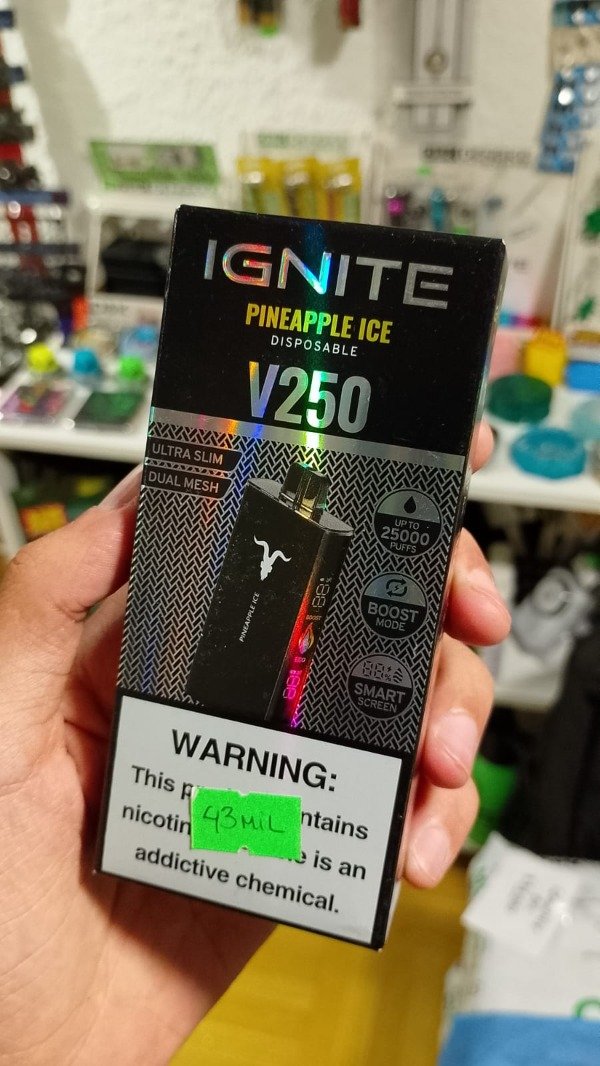 IGNITE
PINEAPPLE ICE
DISPOSABLE
V250
ULTRA SLIM
DUAL MESH
UP TO
25000
PUFFS
BOOST
MODE
SMART
SCREEN
PINEAPPLE ICE
BOOST
WARNING:
This p ntains
nicotin e is an
addictive chemical.
43MIL